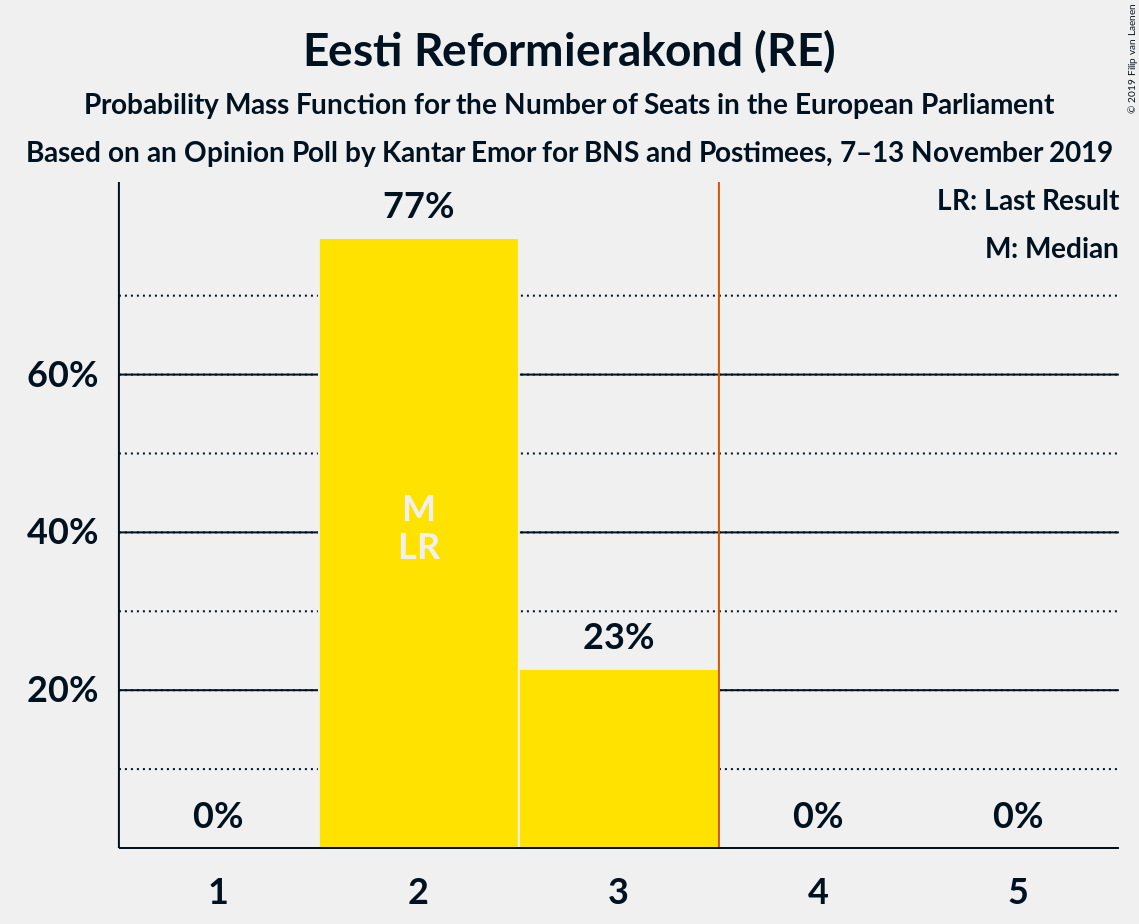 Eesti Reformierakond (RE)
Probability Mass Function for the Number of Seats in the European Parliament
Based on an Opinion Poll by Kantar Emor for BNS and Postimees, 7–13 November 2019
© 2019 Filip van Laenen
LR: Last Result
M: Median
77%
60%
M
40%
LR
23%
20%
0%
0%
0%
1
2
3
4
5